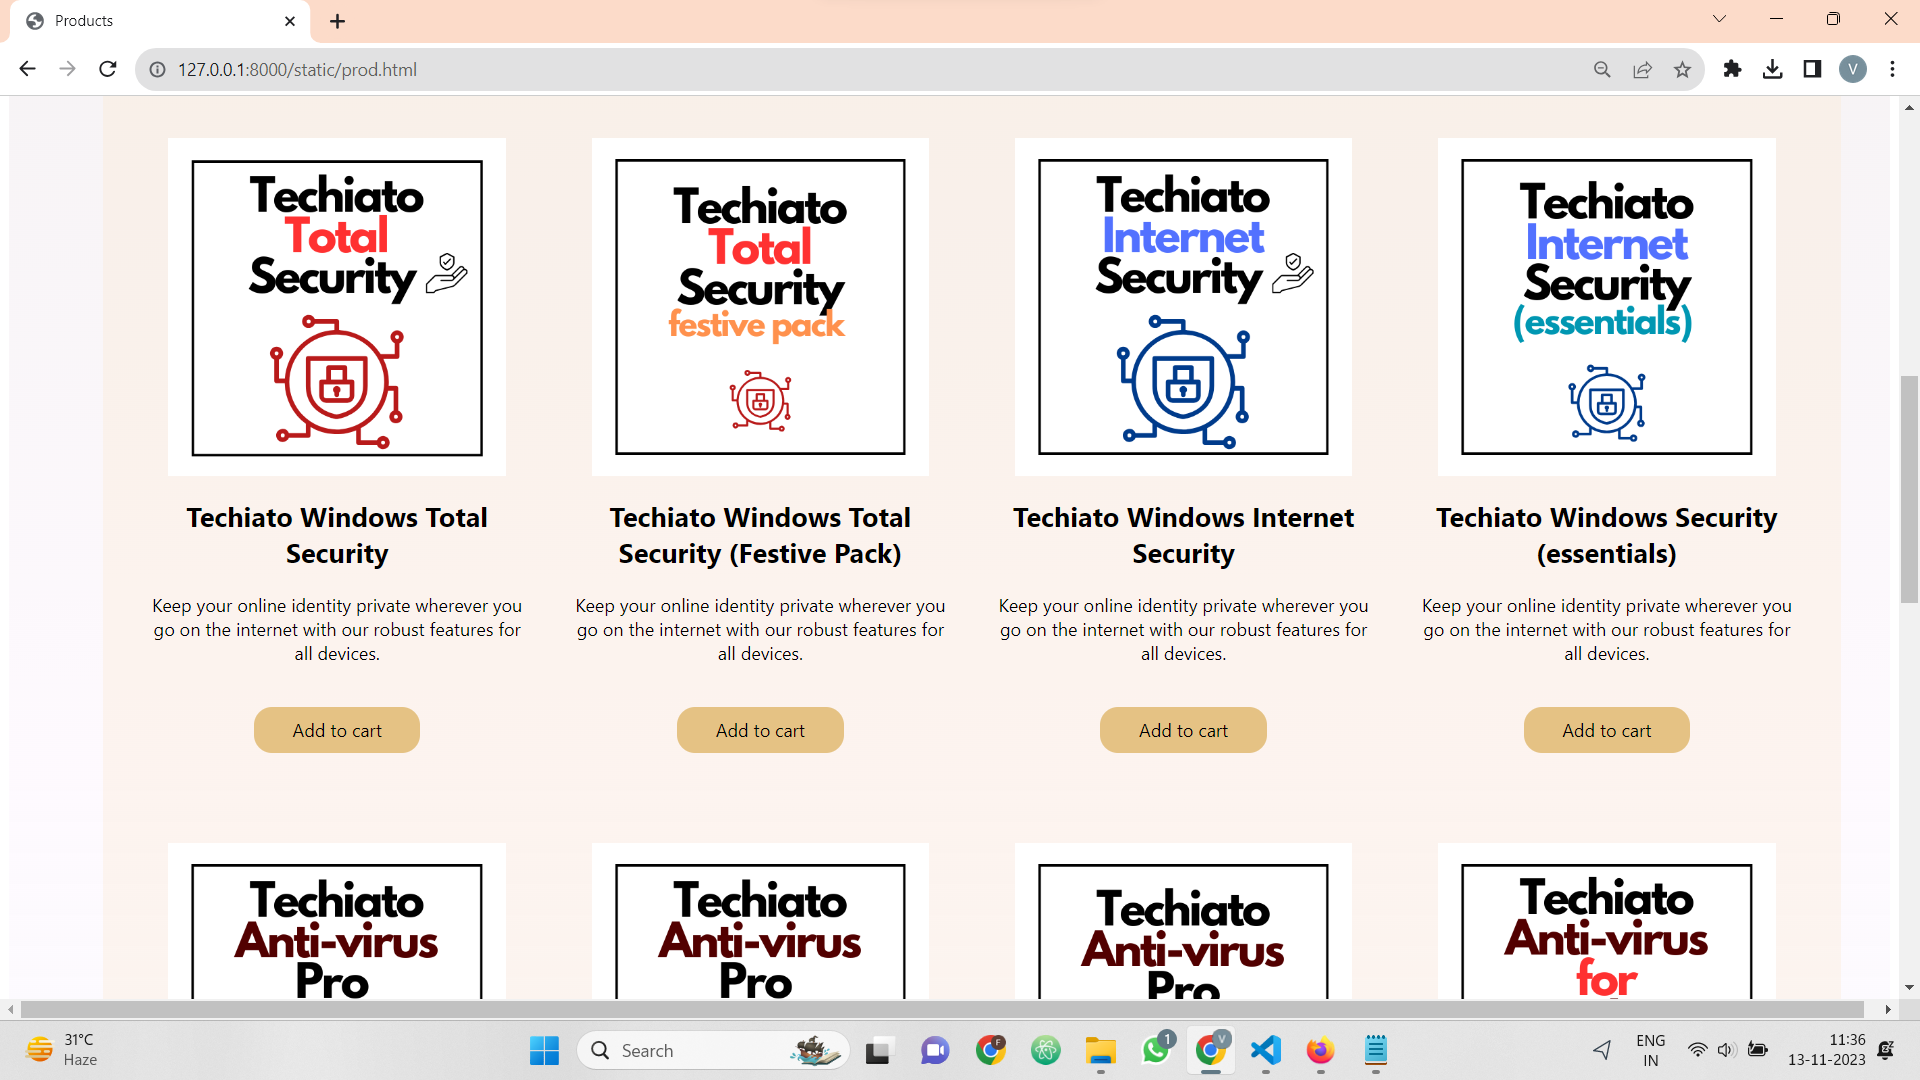 Products
127.0.0.1:8000/static/prod.html
V
Techiato
Total
Security
Techiato
Total
Security
festive pack
Techiato
Internet
Security
Techiato
Internet
Security
(essentials)
Techiato Windows Total
Security
Techiato Windows Total
Security (Festive Pack)
Techiato Windows Internet
Security
Techiato Windows Security
(essentials)
Keep your online identity private wherever you
go on the internet with our robust features for
all devices.
Keep your online identity private wherever you
go on the internet with our robust features for
all devices.
Keep your online identity private wherever you
go on the internet with our robust features for
all devices.
Keep your online identity private wherever you
go on the internet with our robust features for
all devices.
Add to cart
Add to cart
Add to cart
Add to cart
Techiato
Anti-virus
Pro
Techiato
Anti-virus
Pro
Techiato
Anti-virus
Pro
Techiato
Anti-virus
for
31°C
Haze
Search
F
1
V
ENG
IN
11:36
13-11-2023